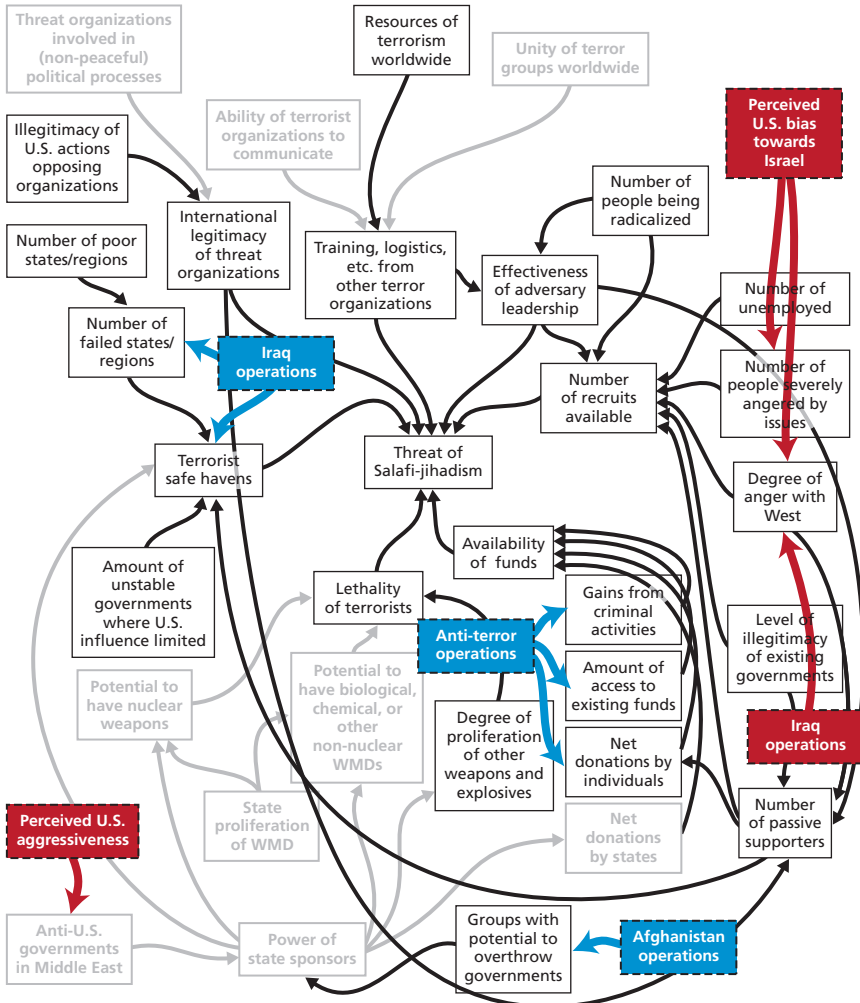 Threat organizations
involved in
(non-peaceful)
political processes
Resources of
terrorism
worldwide
Unity of terror
groups worldwide
Perceived
U.S. bias
towards
Israel
Ability of terrorist
organizations to
communicate
Illegitimacy of
U.S. actions
opposing
organizations
Number of
people being
radicalized
International
legitimacy
of threat
organizations
Number of poor
states/regions
Training, logistics,
etc. from
other terror
organizations
Effectiveness
of adversary
leadership
Number of
unemployed
Number of
failed states/
regions
Iraq
operations
Number
of recruits
available
Number of
people severely
angered by
issues
Terrorist
safe havens
Threat of
Salafi-jihadism
Degree of
anger with
West
Availability
of funds
Amount of
unstable
governments
where U.S.
influence limited
Lethality
of terrorists
Gains from
criminal
activities
Anti-terror
operations
Level of
illegitimacy
of existing
governments
Potential to
have nuclear
weapons
Potential to
have biological,
chemical, or
other
non-nuclear
WMDs
Amount of
access to
existing funds
Degree of
proliferation
of other
weapons and
explosives
Net
donations by
individuals
Iraq
operations
Perceived U.S.
aggressiveness
State
proliferation
of WMD
Net
donations
by states
Number
of passive
supporters
Anti-U.S.
governments
in Middle East
Power of
state sponsors
Groups with
potential to
overthrow
governments
Afghanistan
operations